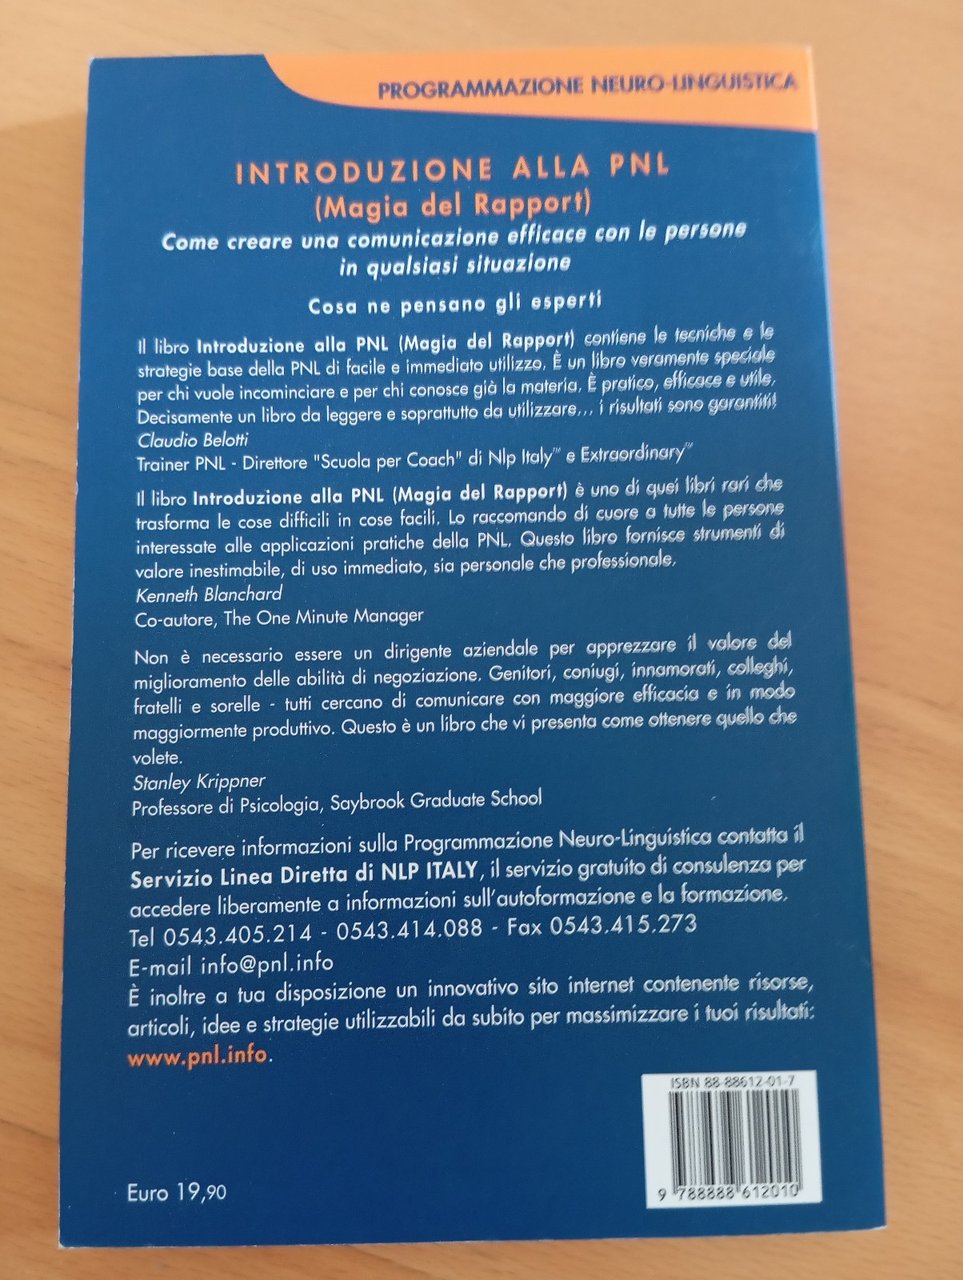 PROGRAMMAZIONE NEURO-LINGUISTICA
INTRODUZIONE ALLA PNL
(Magia del Rapport)
Come creare una comunicazione efficace con le persone
in qualsiasi situazione
Cosa ne pensano gli esperti
Il libro Introduzione alla PNL (Magia del Rapport) contiene le tecniche e le
strategie base della PNL di facile e immediato utilizzo. È un libro veramente speciale
per chi vuole incominciare e per chi conosce già la materia. È pratico, efficace e utile.
Decisamente un libro da leggere e soprattutto da utilizzare... i risultati sono garantiti!
Claudio Belotti
Trainer PNL - Direttore "Scuola per Coach" di Nlp Italy™ e Extraordinary™
Il libro Introduzione alla PNL (Magia del Rapport) è uno di quei libri rari che
trasforma le cose difficili in cose facili. Lo raccomando di cuore a tutte le persone
interessate alle applicazioni pratiche della PNL. Questo libro fornisce strumenti di
valore inestimabile, di uso immediato, sia personale che professionale.
Kenneth Blanchard
Co-autore, The One Minute Manager
Non è necessario essere un dirigente aziendale per apprezzare il valore del
miglioramento delle abilità di negoziazione. Genitori, coniugi, innamorati, colleghi,
fratelli e sorelle - tutti cercano di comunicare con maggiore efficacia e in modo
maggiormente produttivo. Questo è un libro che vi presenta come ottenere quello che
volete.
Stanley Krippner
Professore di Psicologia, Saybrook Graduate School
Per ricevere informazioni sulla Programmazione Neuro-Linguistica contatta il
Servizio Linea Diretta di NLP ITALY, il servizio gratuito di consulenza per
accedere liberamente a informazioni sull'autoformazione e la formazione.
Tel 0543.405.214 - 0543.414.088 - Fax 0543.415.273
E-mail info@pnl.info
È inoltre a tua disposizione un innovativo sito internet contenente risorse,
articoli, idee e strategie utilizzabili da subito per massimizzare i tuoi risultati:
www.pnl.info.
ISBN 88-88612-01-7
9 788888 612010
Euro 19,90